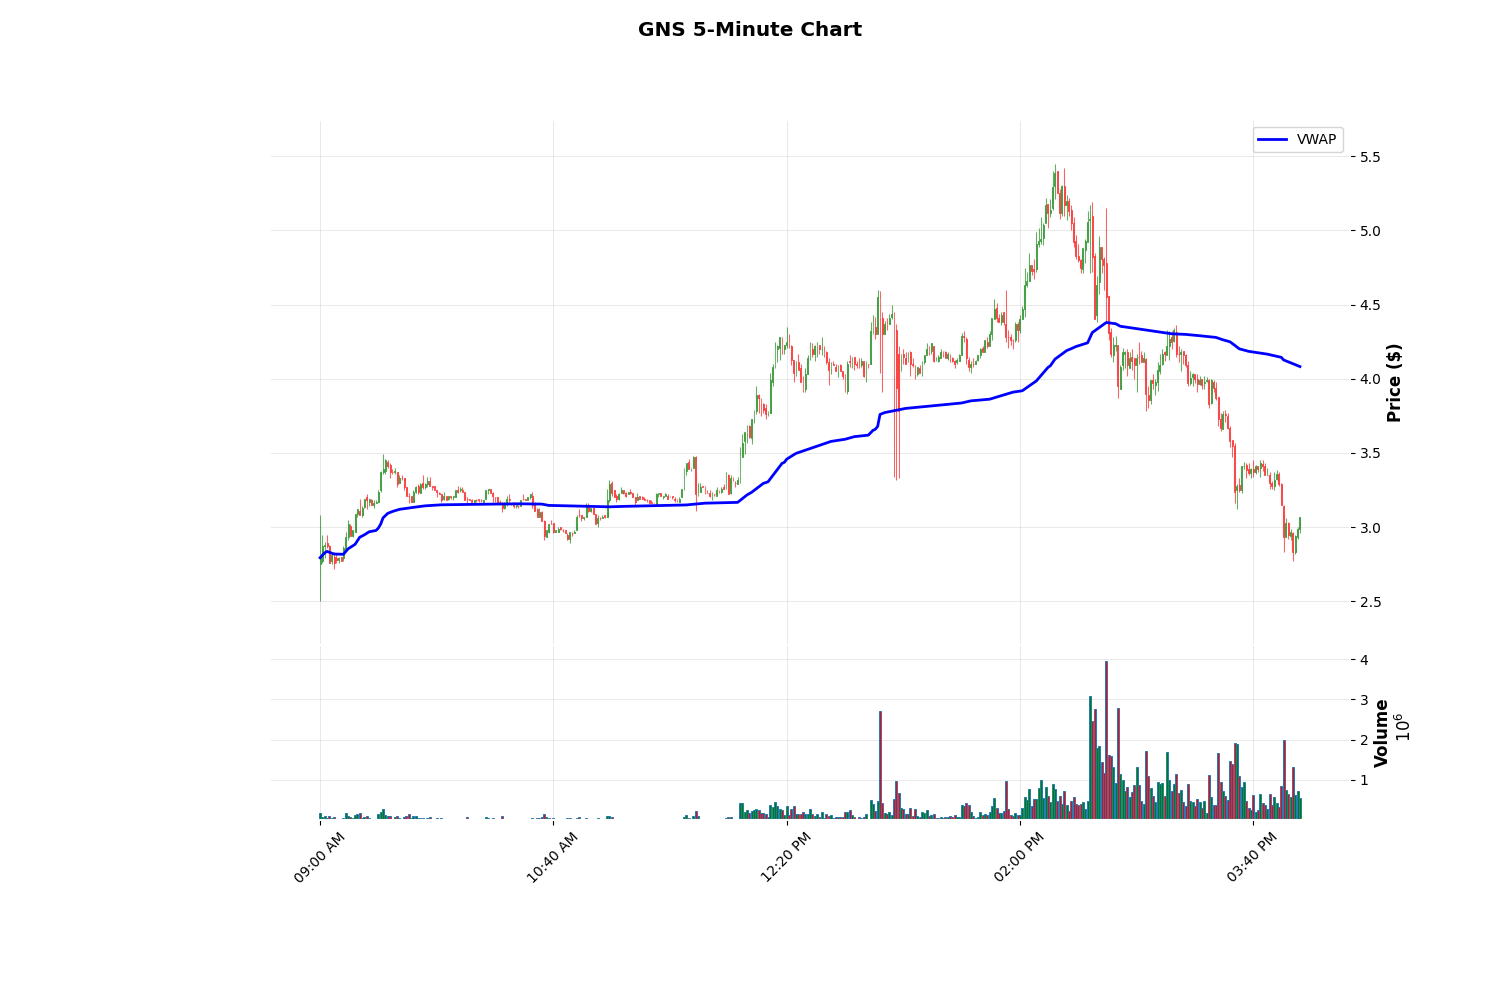 GNS 5-Minute Chart
VWAP
5.5
5.0
4.5
4.0
3.5
3.0
2.5
Price ($)
4
3
2
1
Volume
10⁶
09:00 AM
10:40 AM
12:20 PM
02:00 PM
03:40 PM